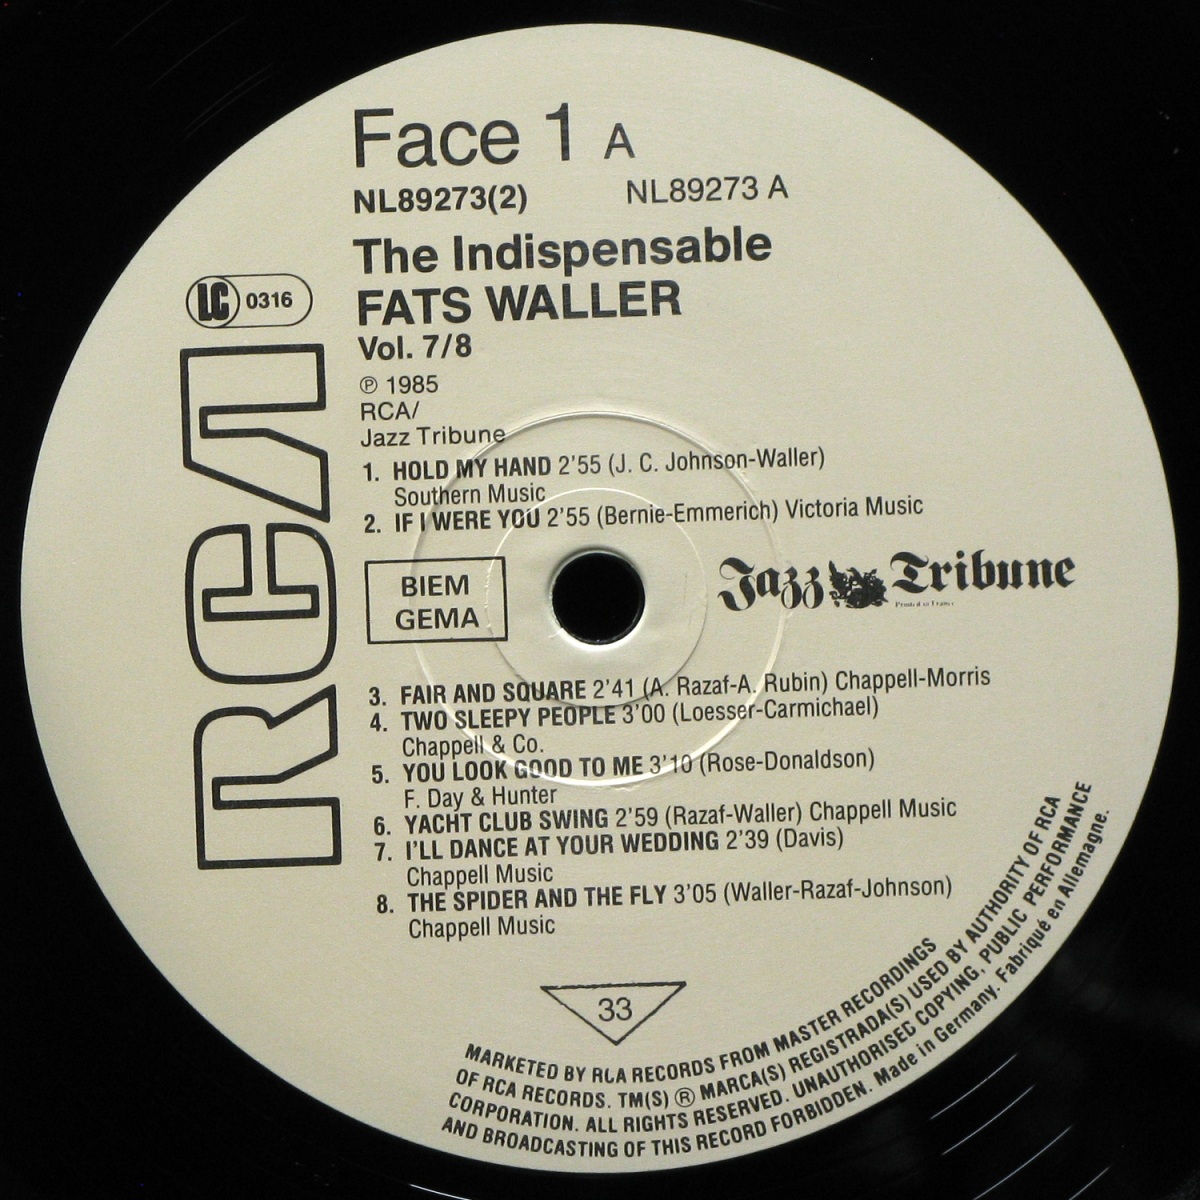 Face 1 A
NL89273(2) NL89273 A
The Indispensable
FATS WALLER
Vol. 7/8
LC 0316
RCA
℗ 1985
RCA/
Jazz Tribune
1. HOLD MY HAND 2'55 (J. C. Johnson-Waller)
Southern Music
2. IF I WERE YOU 2'55 (Bernie-Emmerich) Victoria Music
BIEM
GEMA
Jazz Tribune
Printed in France
3. FAIR AND SQUARE 2'41 (A. Razaf-A. Rubin) Chappell-Morris
4. TWO SLEEPY PEOPLE 3'00 (Loesser-Carmichael)
Chappell & Co.
5. YOU LOOK GOOD TO ME 3'10 (Rose-Donaldson)
F. Day & Hunter
6. YACHT CLUB SWING 2'59 (Razaf-Waller) Chappell Music
7. I'LL DANCE AT YOUR WEDDING 2'39 (Davis)
Chappell Music
8. THE SPIDER AND THE FLY 3'05 (Waller-Razaf-Johnson)
Chappell Music
33
MARKETED BY RCA RECORDS FROM MASTER RECORDINGS
OF RCA RECORDS. TM(S) ® MARCA(S) REGISTRADA(S) USED BY AUTHORITY OF RCA
CORPORATION. ALL RIGHTS RESERVED. UNAUTHORISED COPYING, PUBLIC PERFORMANCE
AND BROADCASTING OF THIS RECORD FORBIDDEN. Made in Germany. Fabriqué en Allemagne.